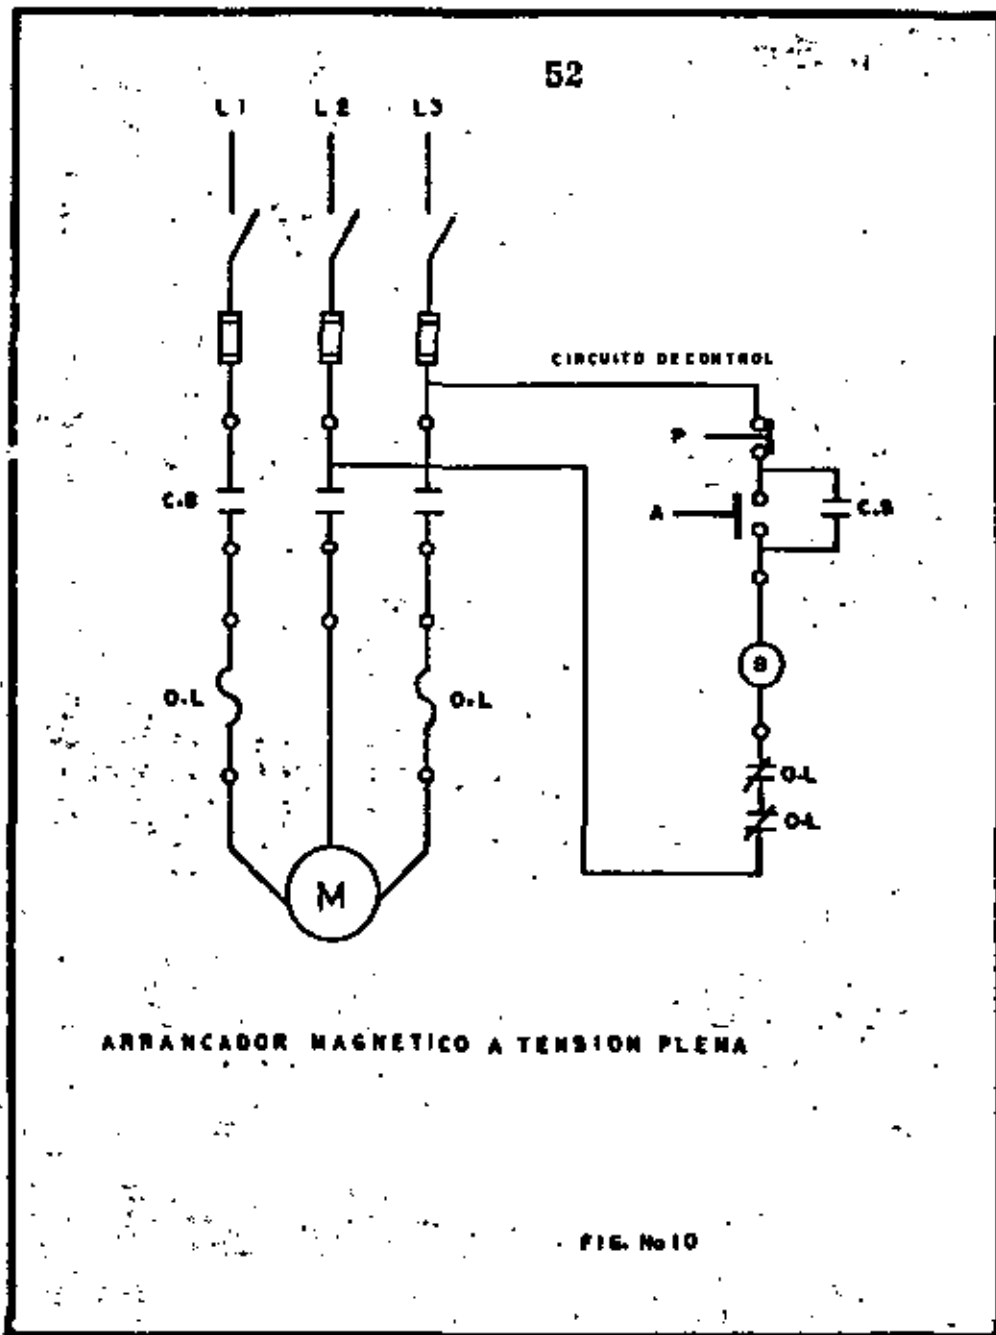 52
L1 L2 L3
CIRCUITO DE CONTROL
P
C.B
A
C.B
B
O.L
O.L
O.L
O.L
M
ARRANCADOR MAGNETICO A TENSION PLENA
FIG. No 10